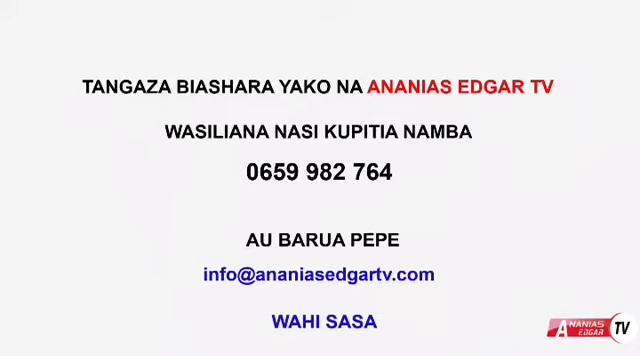 TANGAZA BIASHARA YAKO NA ANANIAS EDGAR TV
WASILIANA NASI KUPITIA NAMBA
0659 982 764
AU BARUA PEPE
info@ananiasedgartv.com
WAHI SASA
ANANIAS
EDGAR
TV